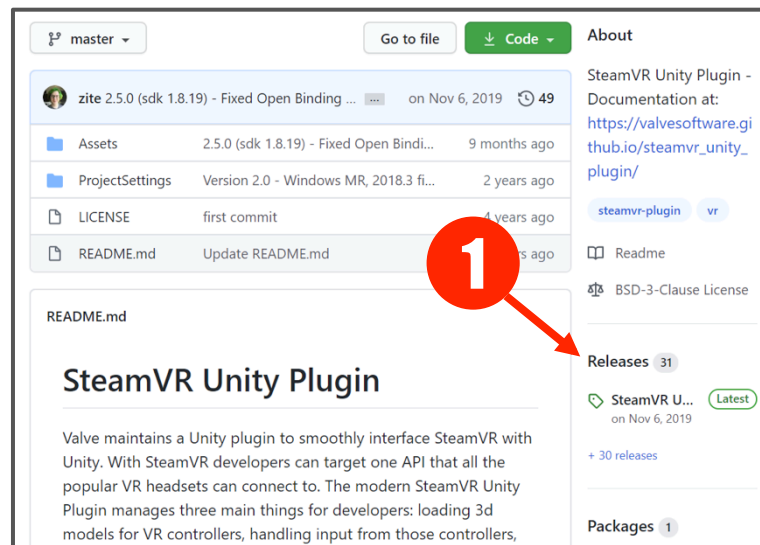 master
Go to file
Code
zite 2.5.0 (sdk 1.8.19) - Fixed Open Binding ... ... on Nov 6, 2019 49
Assets 2.5.0 (sdk 1.8.19) - Fixed Open Bindi... 9 months ago
ProjectSettings Version 2.0 - Windows MR, 2018.3 fi... 2 years ago
LICENSE first commit 4 years ago
README.md Update README.md ago
1
README.md
SteamVR Unity Plugin
Valve maintains a Unity plugin to smoothly interface SteamVR with
Unity. With SteamVR developers can target one API that all the
popular VR headsets can connect to. The modern SteamVR Unity
Plugin manages three main things for developers: loading 3d
models for VR controllers, handling input from those controllers,
About
SteamVR Unity Plugin -
Documentation at:
https://valvesoftware.gi
thub.io/steamvr_unity_
plugin/
steamvr-plugin vr
Readme
BSD-3-Clause License
Releases 31
SteamVR U... Latest
on Nov 6, 2019
+ 30 releases
Packages 1